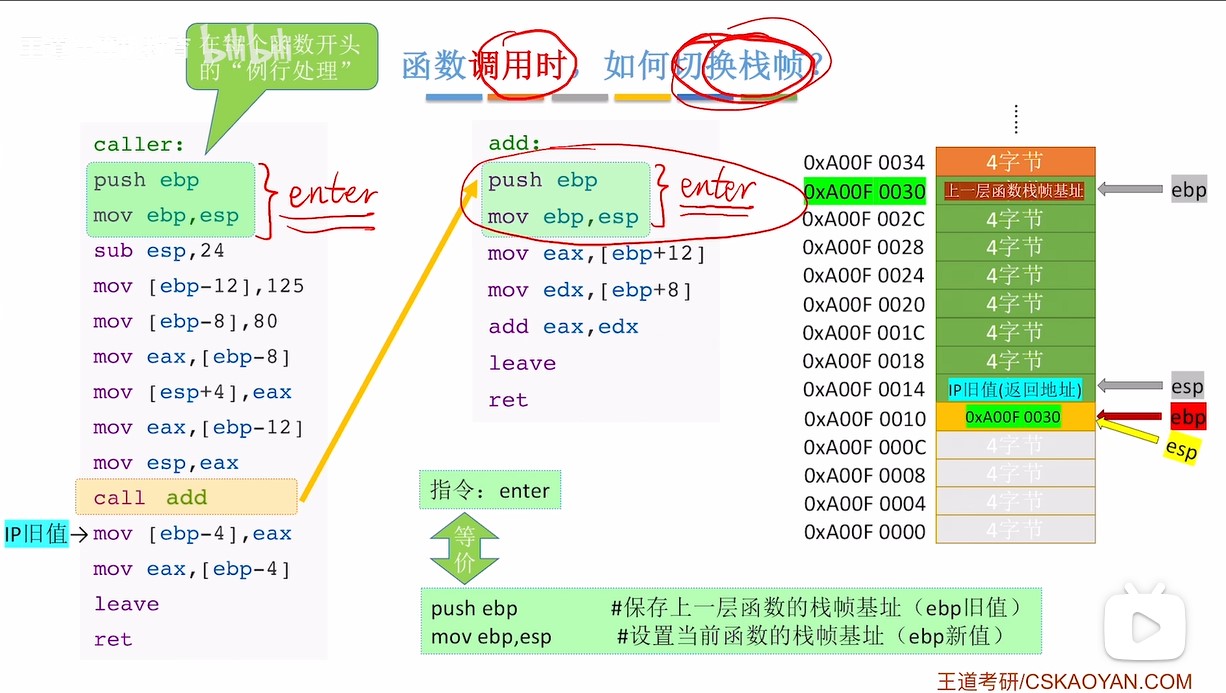 在每个函数开头
的“例行处理”
函数调用时，如何切换栈帧？
caller:
push ebp
mov ebp,esp
enter
sub esp,24
mov [ebp-12],125
mov [ebp-8],80
mov eax,[ebp-8]
mov [esp+4],eax
mov eax,[ebp-12]
mov esp,eax
call add
IP旧值
mov [ebp-4],eax
mov eax,[ebp-4]
leave
ret
add:
push ebp
mov ebp,esp
enter
mov eax,[ebp+12]
mov edx,[ebp+8]
add eax,edx
leave
ret
指令：enter
等
价
push ebp #保存上一层函数的栈帧基址（ebp旧值）
mov ebp,esp #设置当前函数的栈帧基址（ebp新值）
0xA00F 0034 4字节
0xA00F 0030 上一层函数栈帧基址 ebp
0xA00F 002C 4字节
0xA00F 0028 4字节
0xA00F 0024 4字节
0xA00F 0020 4字节
0xA00F 001C 4字节
0xA00F 0018 4字节
0xA00F 0014 IP旧值(返回地址) esp
0xA00F 0010 0xA00F 0030 ebp
esp
0xA00F 000C 4字节
0xA00F 0008 4字节
0xA00F 0004 4字节
0xA00F 0000 4字节
bilibili
王道考研/CSKAOYAN.COM